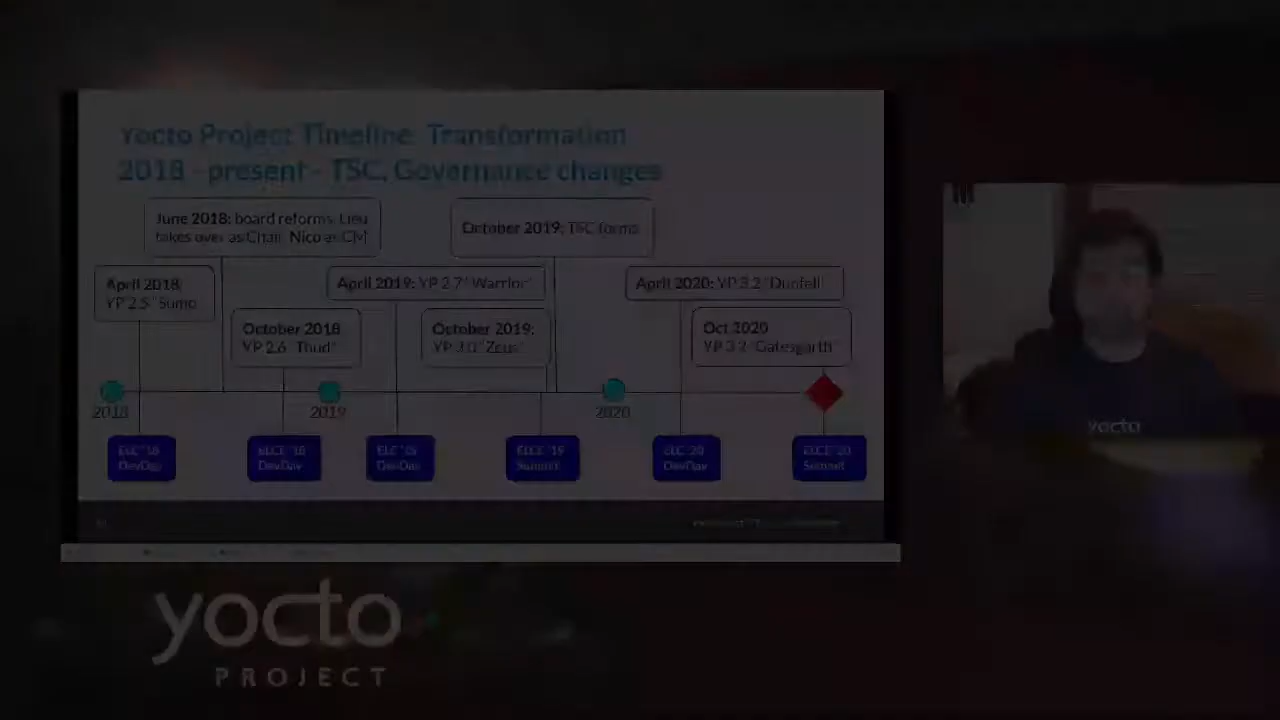 Yocto Project Timeline Transformation
2018 - present - TSC, Governance changes
June 2018: board reforms, Lieu
takes over as Chair, Nico as CM
October 2019: TSC forms
April 2018
YP 2.5 "Sumo
April 2019: YP 2.7 "Warrior"
April 2020: YP 3.2 "Dunfell"
October 2018
YP 2.6 "Thud"
October 2019:
YP 3.0 "Zeus"
Oct 2020
YP 3.2 "Gatesgarth"
2018
2019
2020
ELC '18
DevDay
ELCE '18
DevDay
DevDay
ELCE '19
Summit
ELC '20
DevDay
ELCE '20
Summit
yocto
yocto
PROJECT